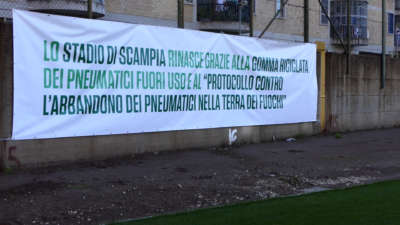 LO STADIO DI SCAMPIA RINASCE GRAZIE ALLA GOMMA RICICLATA
DEI PNEUMATICI FUORI USO E AL "PROTOCOLLO CONTRO
L'ABBANDONO DEI PNEUMATICI NELLA TERRA DEI FUOCHI"